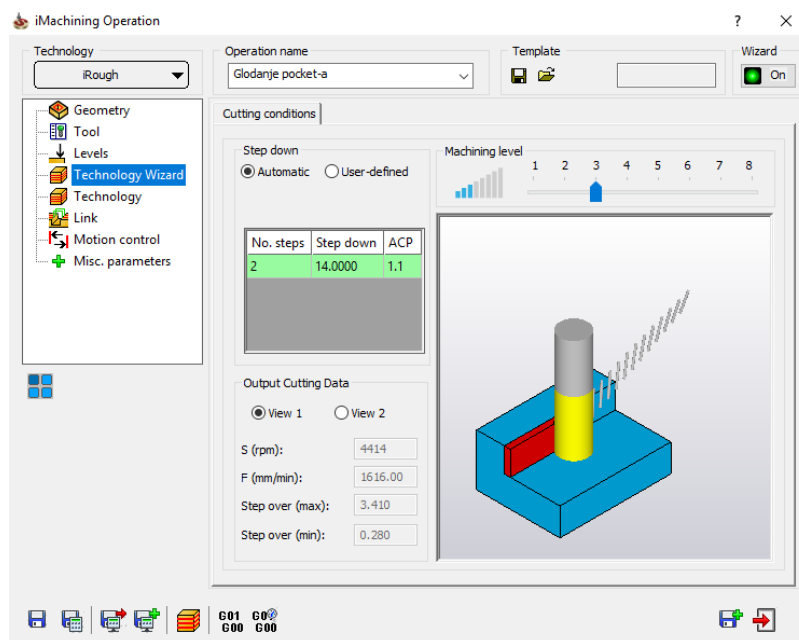 iMachining Operation
?
Technology
iRough
Operation name
Glodanje pocket-a
Template
Wizard
On
Geometry
Tool
Levels
Technology Wizard
Technology
Link
Motion control
Misc. parameters
Cutting conditions
Step down
Automatic User-defined
No. steps Step down ACP
2 14.0000 1.1
Output Cutting Data
View 1 View 2
S (rpm): 4414
F (mm/min): 1616.00
Step over (max): 3.410
Step over (min): 0.280
Machining level
1 2 3 4 5 6 7 8
G01 G0
G00 G00